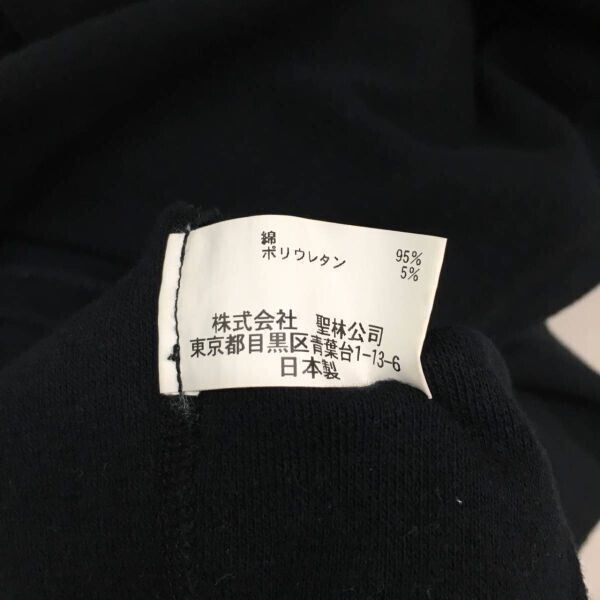 綿 95%
ポリウレタン 5%
株式会社 聖林公司
東京都目黒区青葉台1-13-6
日本製